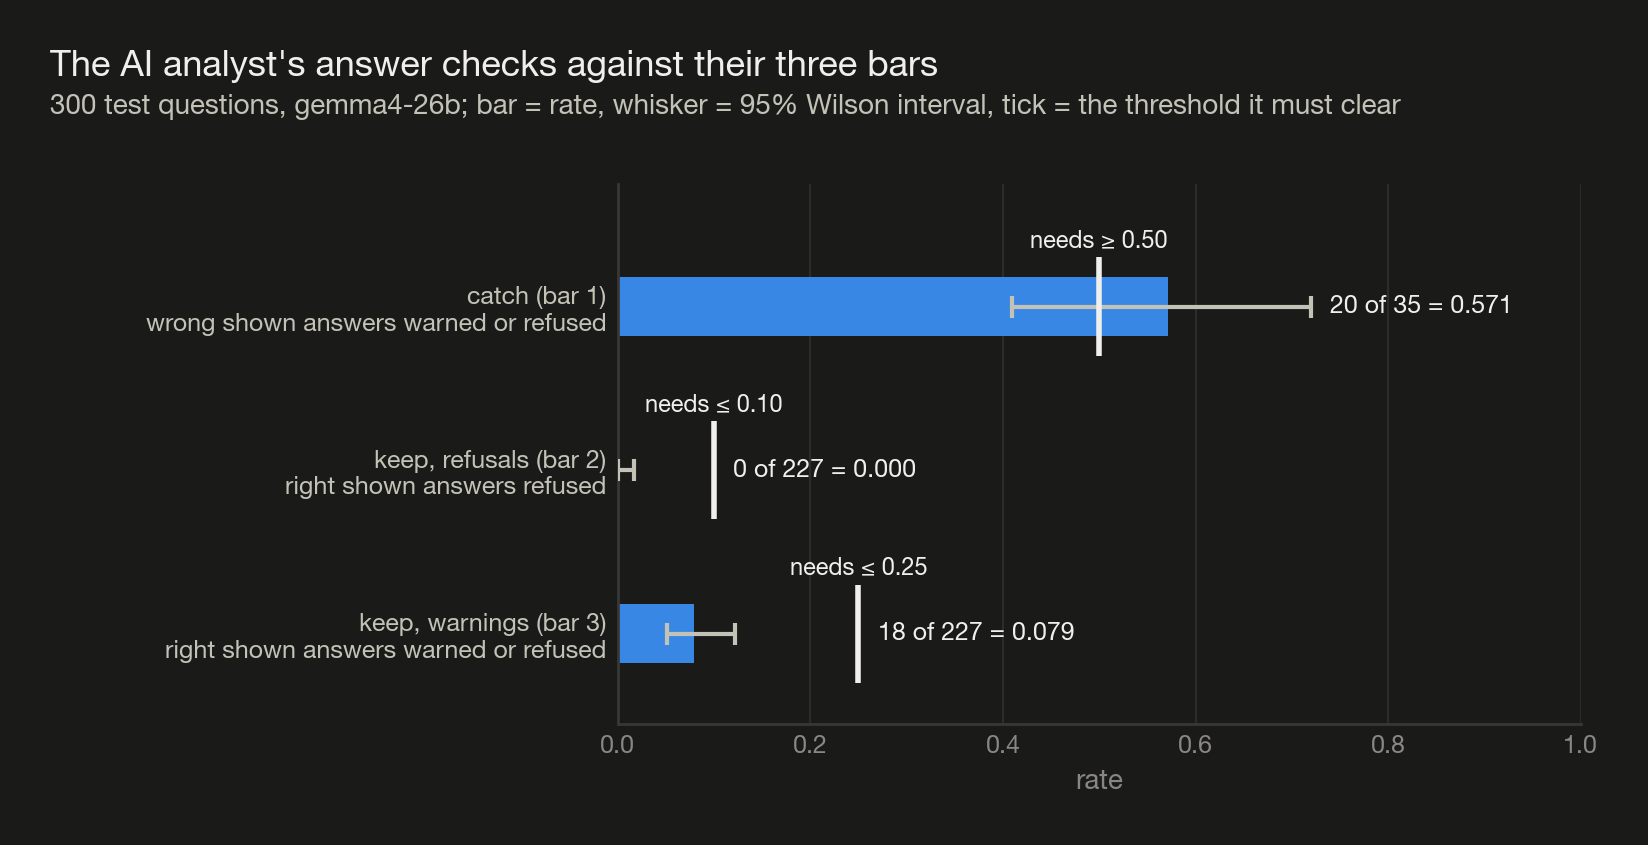 The AI analyst's answer checks against their three bars
300 test questions, gemma4-26b; bar = rate, whisker = 95% Wilson interval, tick = the threshold it must clear
needs ≥ 0.50
catch (bar 1)
wrong shown answers warned or refused
20 of 35 = 0.571
needs ≤ 0.10
keep, refusals (bar 2)
right shown answers refused
0 of 227 = 0.000
needs ≤ 0.25
keep, warnings (bar 3)
right shown answers warned or refused
18 of 227 = 0.079
0.0 0.2 0.4 0.6 0.8 1.0
rate